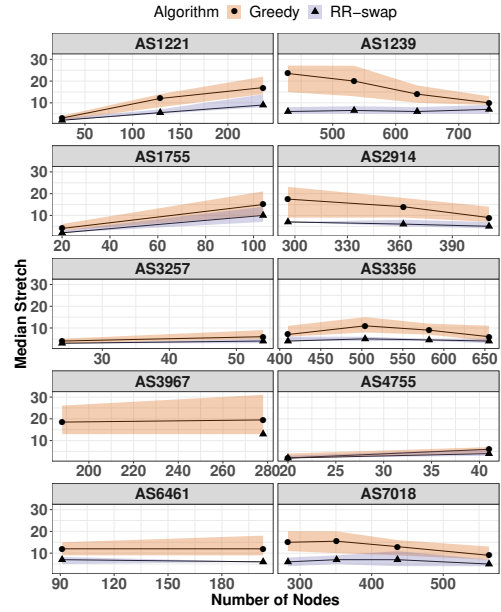 Algorithm Greedy RR-swap
AS1221 AS1239
30
20
10
50 100 150 200 500 600 700
AS1755 AS2914
30
20
10
20 40 60 80 100 300 330 360 390
AS3257 AS3356
30
20
10
30 40 50 400 450 500 550 600 650
AS3967 AS4755
30
20
10
200 220 240 260 280 20 25 30 35 40
AS6461 AS7018
30
20
10
90 120 150 180 300 400 500
Median Stretch
Number of Nodes